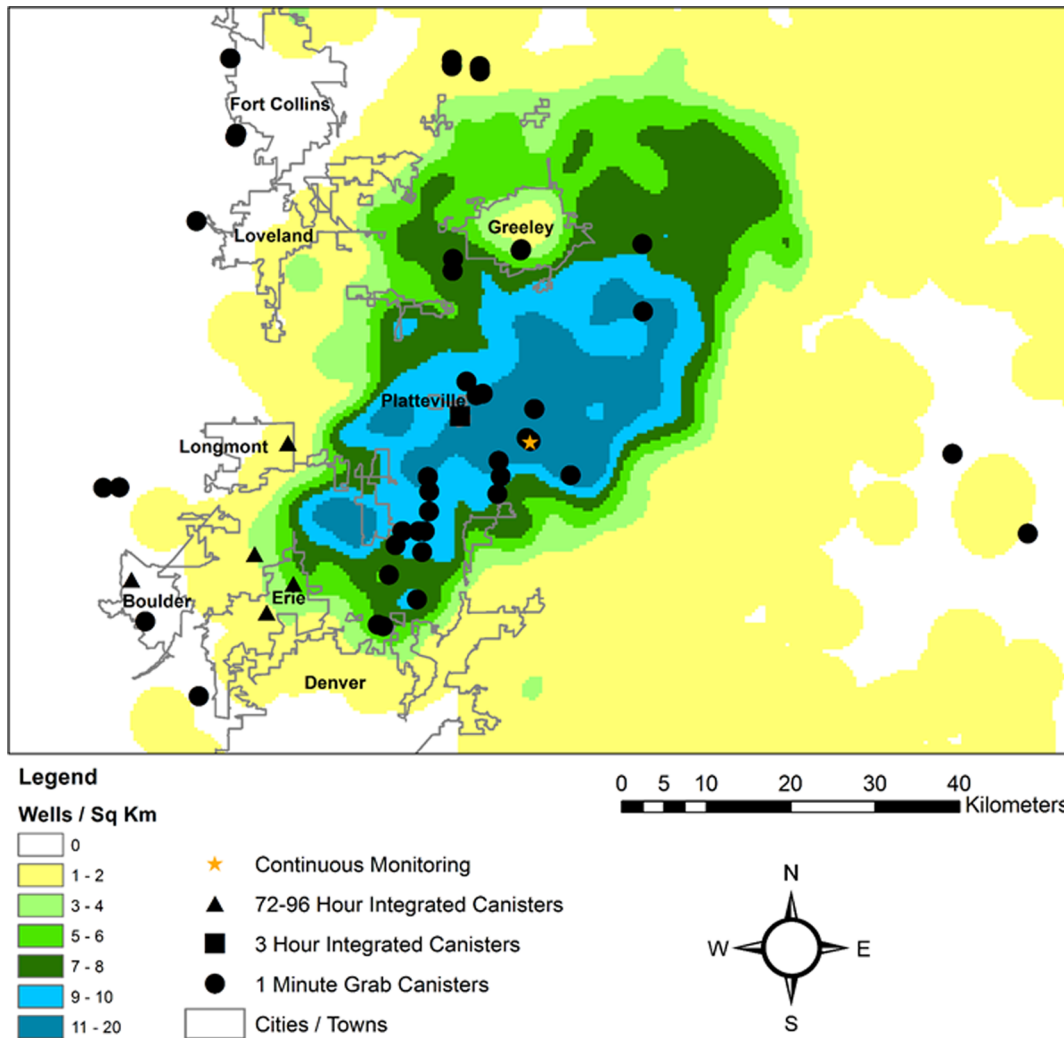 Fort Collins
Loveland
Greeley
Platteville
Longmont
Boulder
Erie
Denver
Legend
Wells / Sq Km
0
1 - 2
3 - 4
5 - 6
7 - 8
9 - 10
11 - 20
Continuous Monitoring
72-96 Hour Integrated Canisters
3 Hour Integrated Canisters
1 Minute Grab Canisters
Cities / Towns
0 5 10 20 30 40
Kilometers
N
W E
S